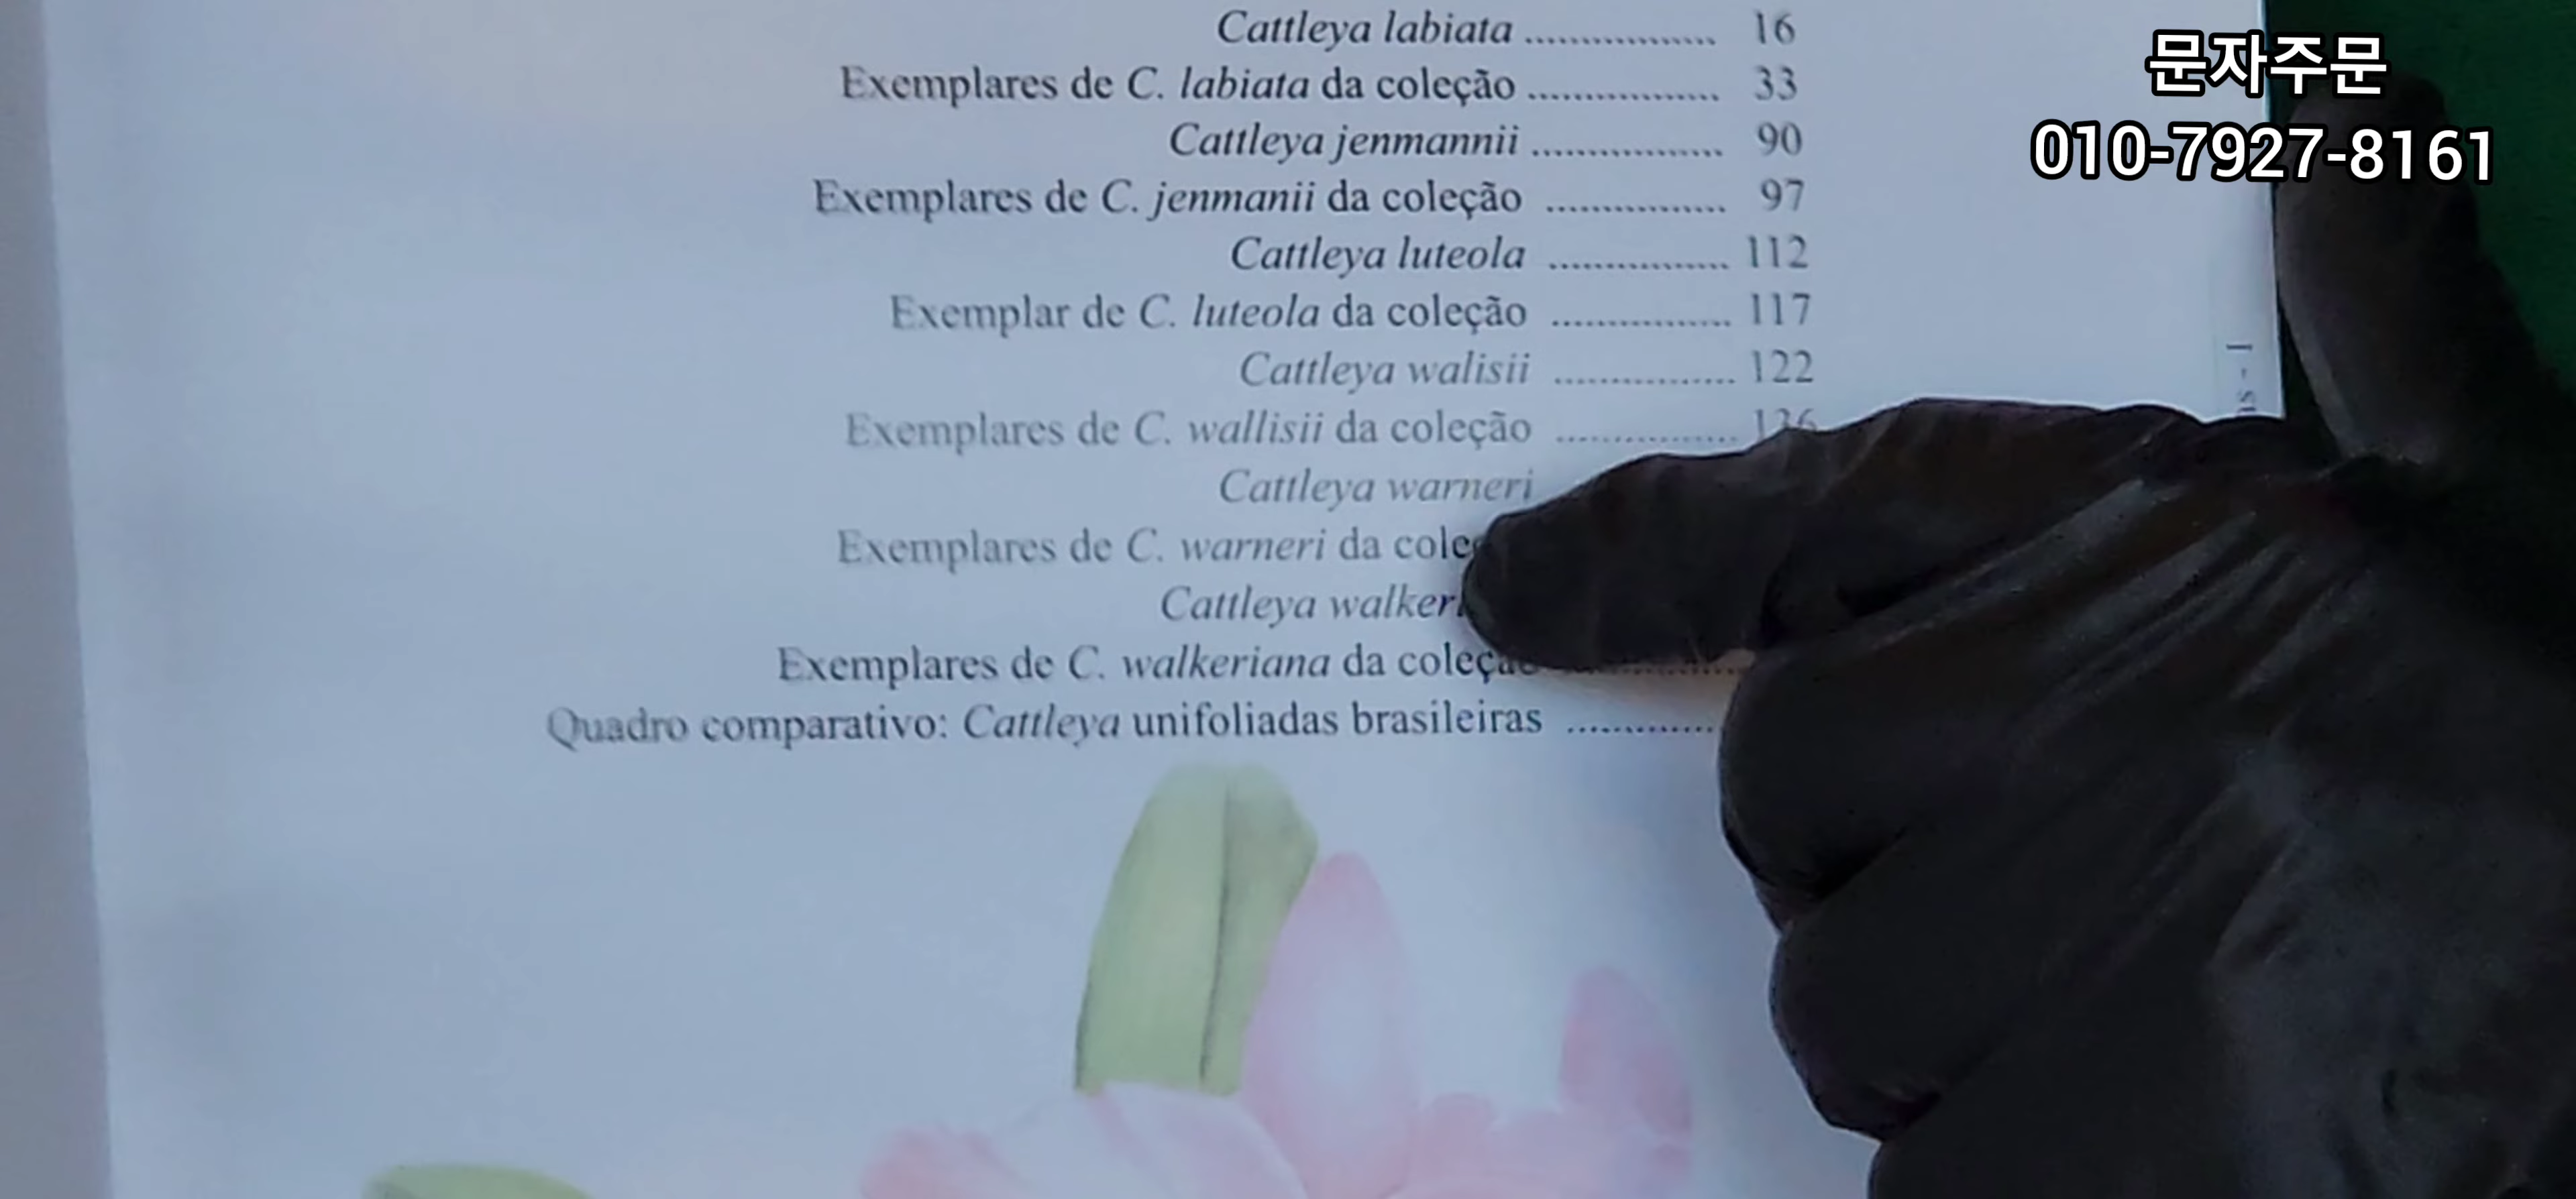 Cattleya labiata ................. 16
Exemplares de C. labiata da coleção ................. 33
Cattleya jenmannii ................. 90
Exemplares de C. jenmanii da coleção ................ 97
Cattleya luteola ................ 112
Exemplar de C. luteola da coleção ................ 117
Cattleya walisii ................ 122
Exemplares de C. wallisii da coleção ................
Cattleya warneri
Exemplares de C. warneri da
Cattleya
Exemplares de C. walkeriana da coleção
Quadro comparativo: Cattleya unifoliadas brasileiras .............
문자주문
010-7927-8161